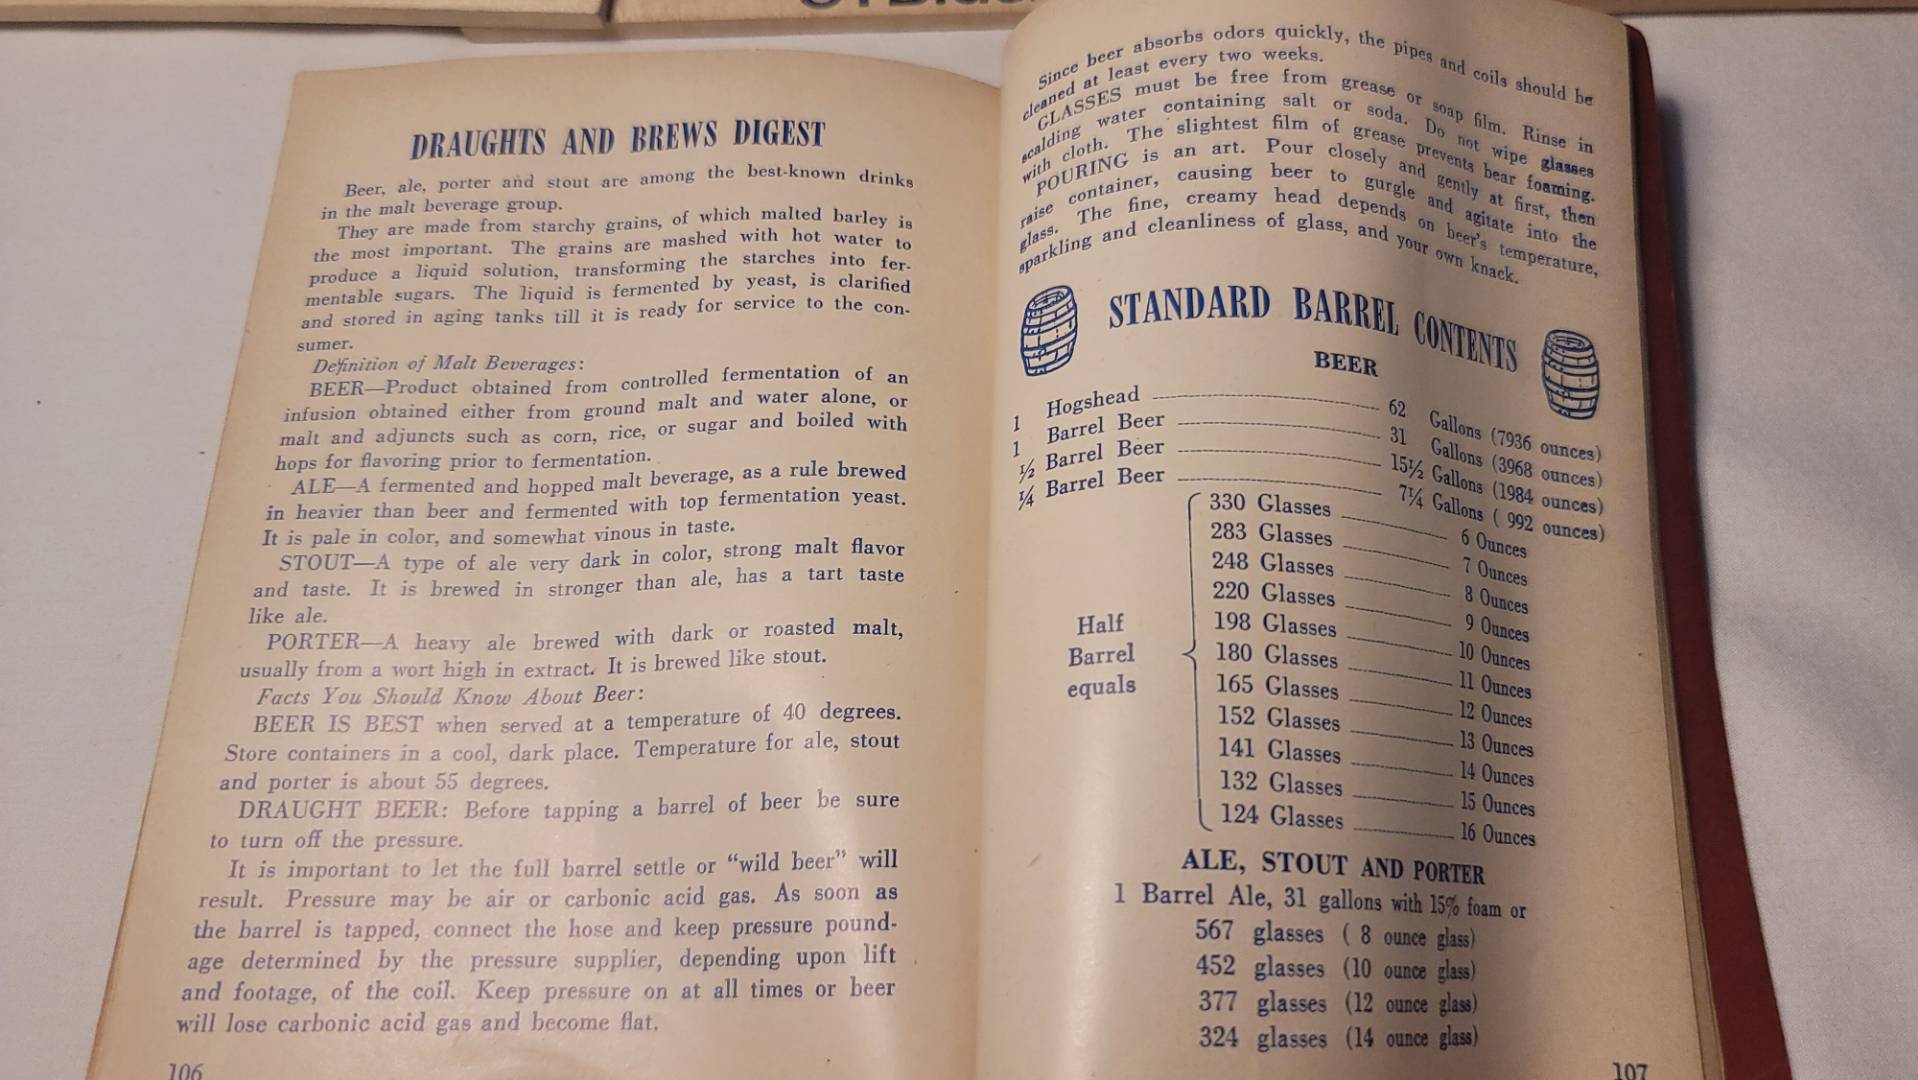 DRAUGHTS AND BREWS DIGEST
Beer, ale, porter and stout are among the best-known drinks
in the malt beverage group.
They are made from starchy grains, of which malted barley is
the most important. The grains are mashed with hot water to
produce a liquid solution, transforming the starches into fer-
mentable sugars. The liquid is fermented by yeast, is clarified
and stored in aging tanks till it is ready for service to the con-
sumer.
Definition of Malt Beverages:
BEER—Product obtained from controlled fermentation of an
infusion obtained either from ground malt and water alone, or
malt and adjuncts such as corn, rice, or sugar and boiled with
hops for flavoring prior to fermentation.
ALE—A fermented and hopped malt beverage, as a rule brewed
in heavier than beer and fermented with top fermentation yeast.
It is pale in color, and somewhat vinous in taste.
STOUT—A type of ale very dark in color, strong malt flavor
and taste. It is brewed in stronger than ale, has a tart taste
like ale.
PORTER—A heavy ale brewed with dark or roasted malt,
usually from a wort high in extract. It is brewed like stout.
Facts You Should Know About Beer:
BEER IS BEST when served at a temperature of 40 degrees.
Store containers in a cool, dark place. Temperature for ale, stout
and porter is about 55 degrees.
DRAUGHT BEER: Before tapping a barrel of beer be sure
to turn off the pressure.
It is important to let the full barrel settle or “wild beer” will
result. Pressure may be air or carbonic acid gas. As soon as
the barrel is tapped, connect the hose and keep pressure pound-
age determined by the pressure supplier, depending upon lift
and footage, of the coil. Keep pressure on at all times or beer
will lose carbonic acid gas and become flat.
106
Since beer absorbs odors quickly, the pipes and coils should be
cleaned at least every two weeks.
GLASSES must be free from grease or soap film. Rinse in
scalding water containing salt or soda. Do not wipe glasses
with cloth. The slightest film of grease prevents bear foaming.
POURING is an art. Pour closely and gently at first, then
raise container, causing beer to gurgle and agitate into the
glass. The fine, creamy head depends on beer's temperature,
sparkling and cleanliness of glass, and your own knack.
STANDARD BARREL CONTENTS
BEER
1 Hogshead 62 Gallons (7936 ounces)
1 Barrel Beer 31 Gallons (3968 ounces)
½ Barrel Beer 15½ Gallons (1984 ounces)
¼ Barrel Beer 7¼ Gallons ( 992 ounces)
330 Glasses 6 Ounces
283 Glasses 7 Ounces
248 Glasses 8 Ounces
220 Glasses 9 Ounces
Half
198 Glasses 10 Ounces
Barrel
180 Glasses 11 Ounces
equals
165 Glasses 12 Ounces
152 Glasses 13 Ounces
141 Glasses 14 Ounces
132 Glasses 15 Ounces
124 Glasses 16 Ounces
ALE, STOUT AND PORTER
1 Barrel Ale, 31 gallons with 15% foam or
567 glasses ( 8 ounce glass)
452 glasses (10 ounce glass)
377 glasses (12 ounce glass)
324 glasses (14 ounce glass)
107